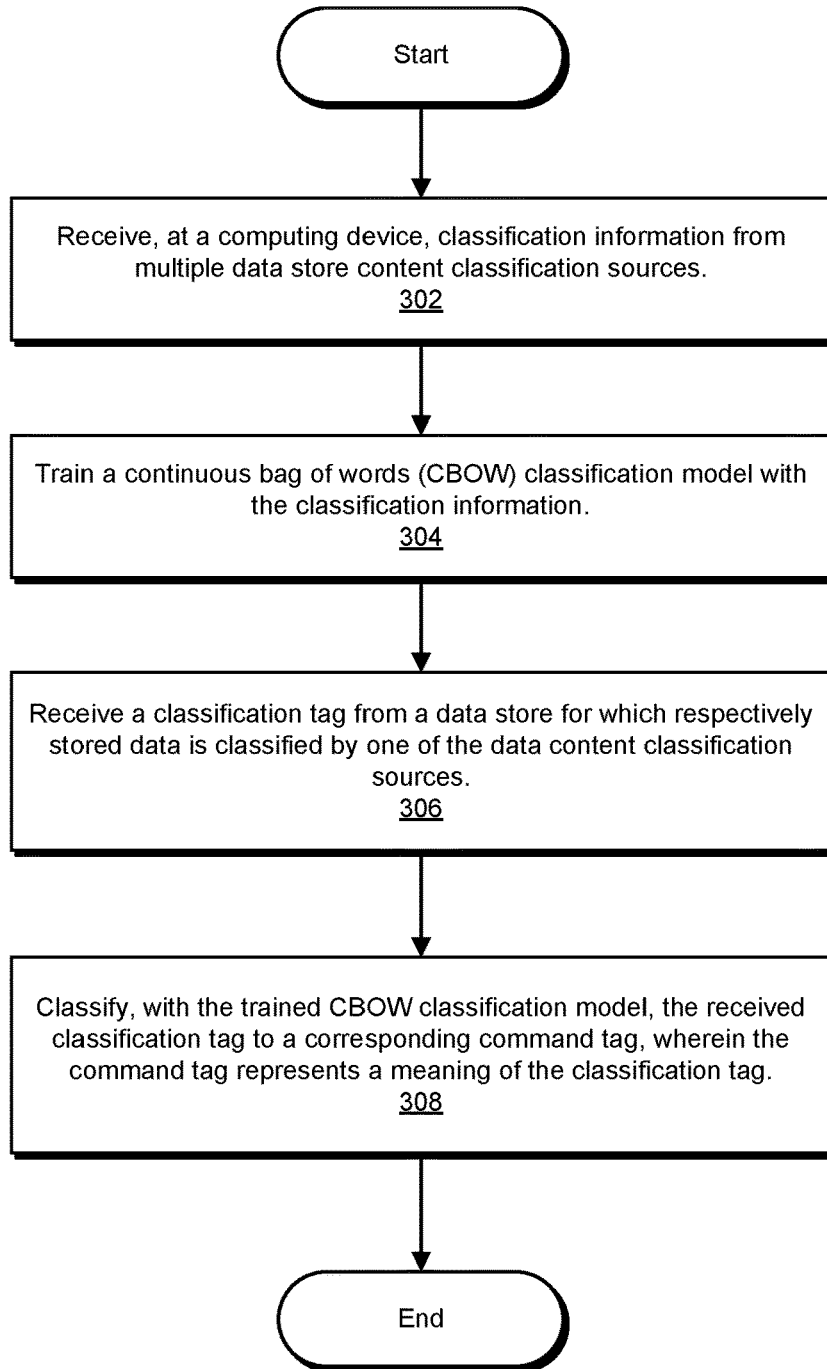 Start
Receive, at a computing device, classification information from
multiple data store content classification sources.
302
Train a continuous bag of words (CBOW) classification model with
the classification information.
304
Receive a classification tag from a data store for which respectively
stored data is classified by one of the data content classification
sources.
306
Classify, with the trained CBOW classification model, the received
classification tag to a corresponding command tag, wherein the
command tag represents a meaning of the classification tag.
308
End